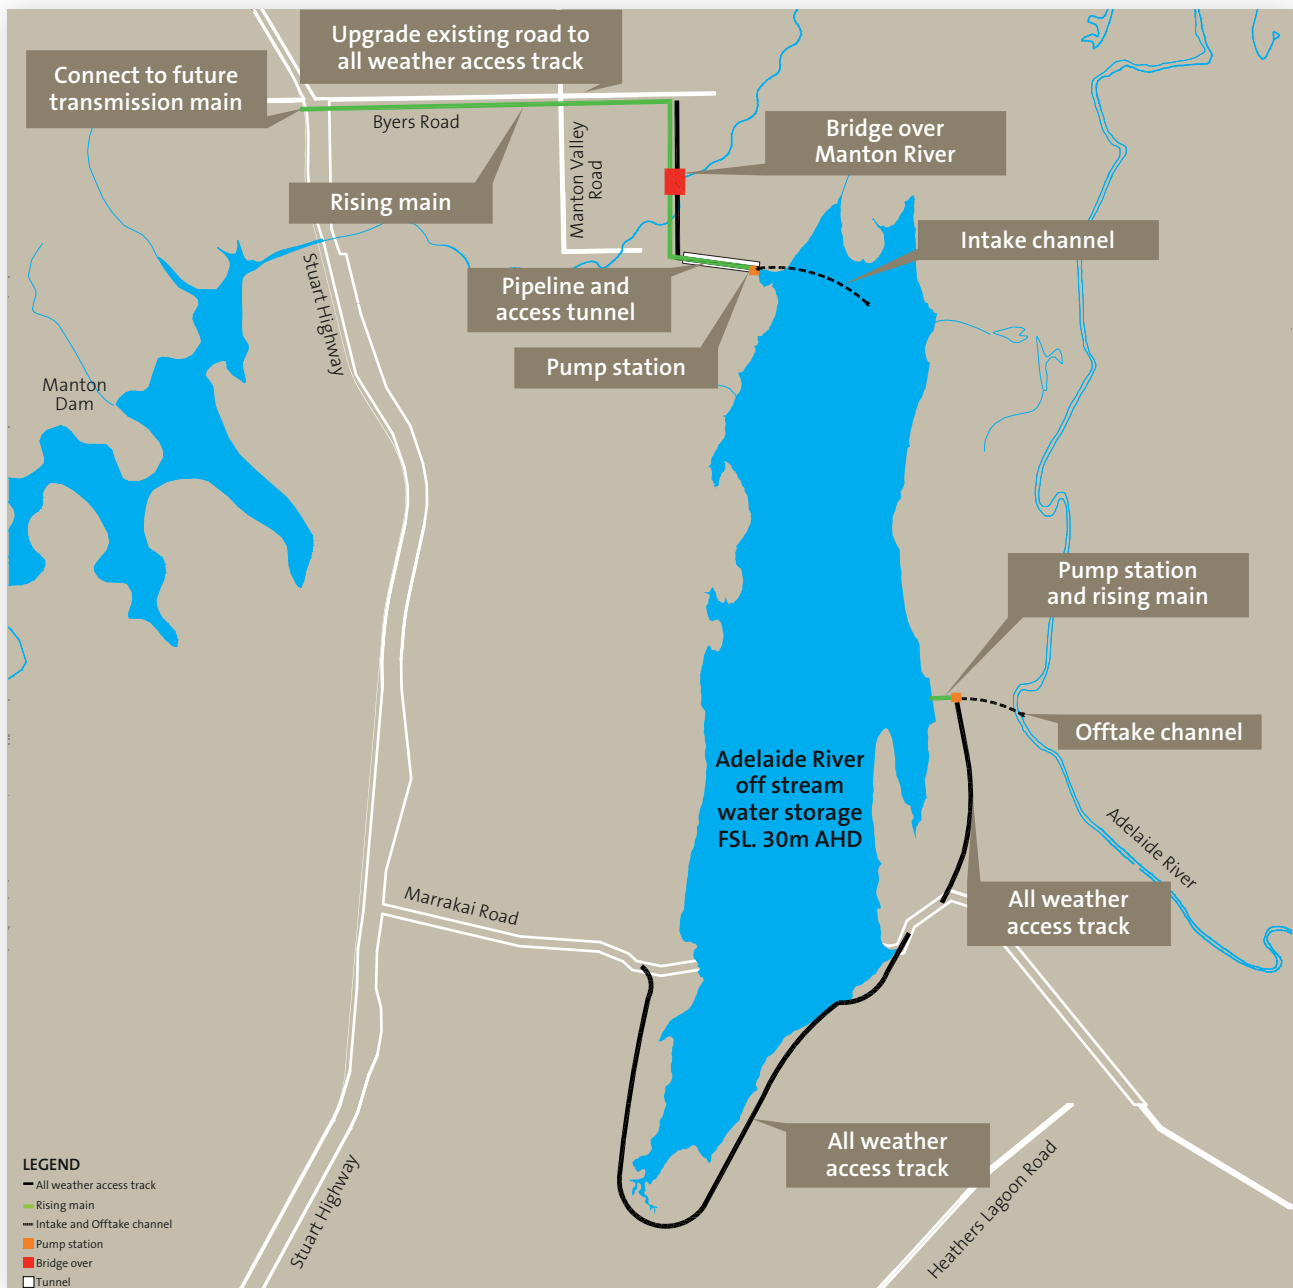 Upgrade existing road to
all weather access track
Connect to future
transmission main
Byers Road
Manton Valley
Road
Bridge over
Manton River
Rising main
Intake channel
Pipeline and
access tunnel
Stuart Highway
Pump station
Manton
Dam
Pump station
and rising main
Offtake channel
Adelaide River
off stream
water storage
FSL. 30m AHD
Adelaide River
Marrakai Road
All weather
access track
All weather
access track
Heathers Lagoon Road
Stuart Highway
LEGEND
All weather access track
Rising main
Intake and Offtake channel
Pump station
Bridge over
Tunnel